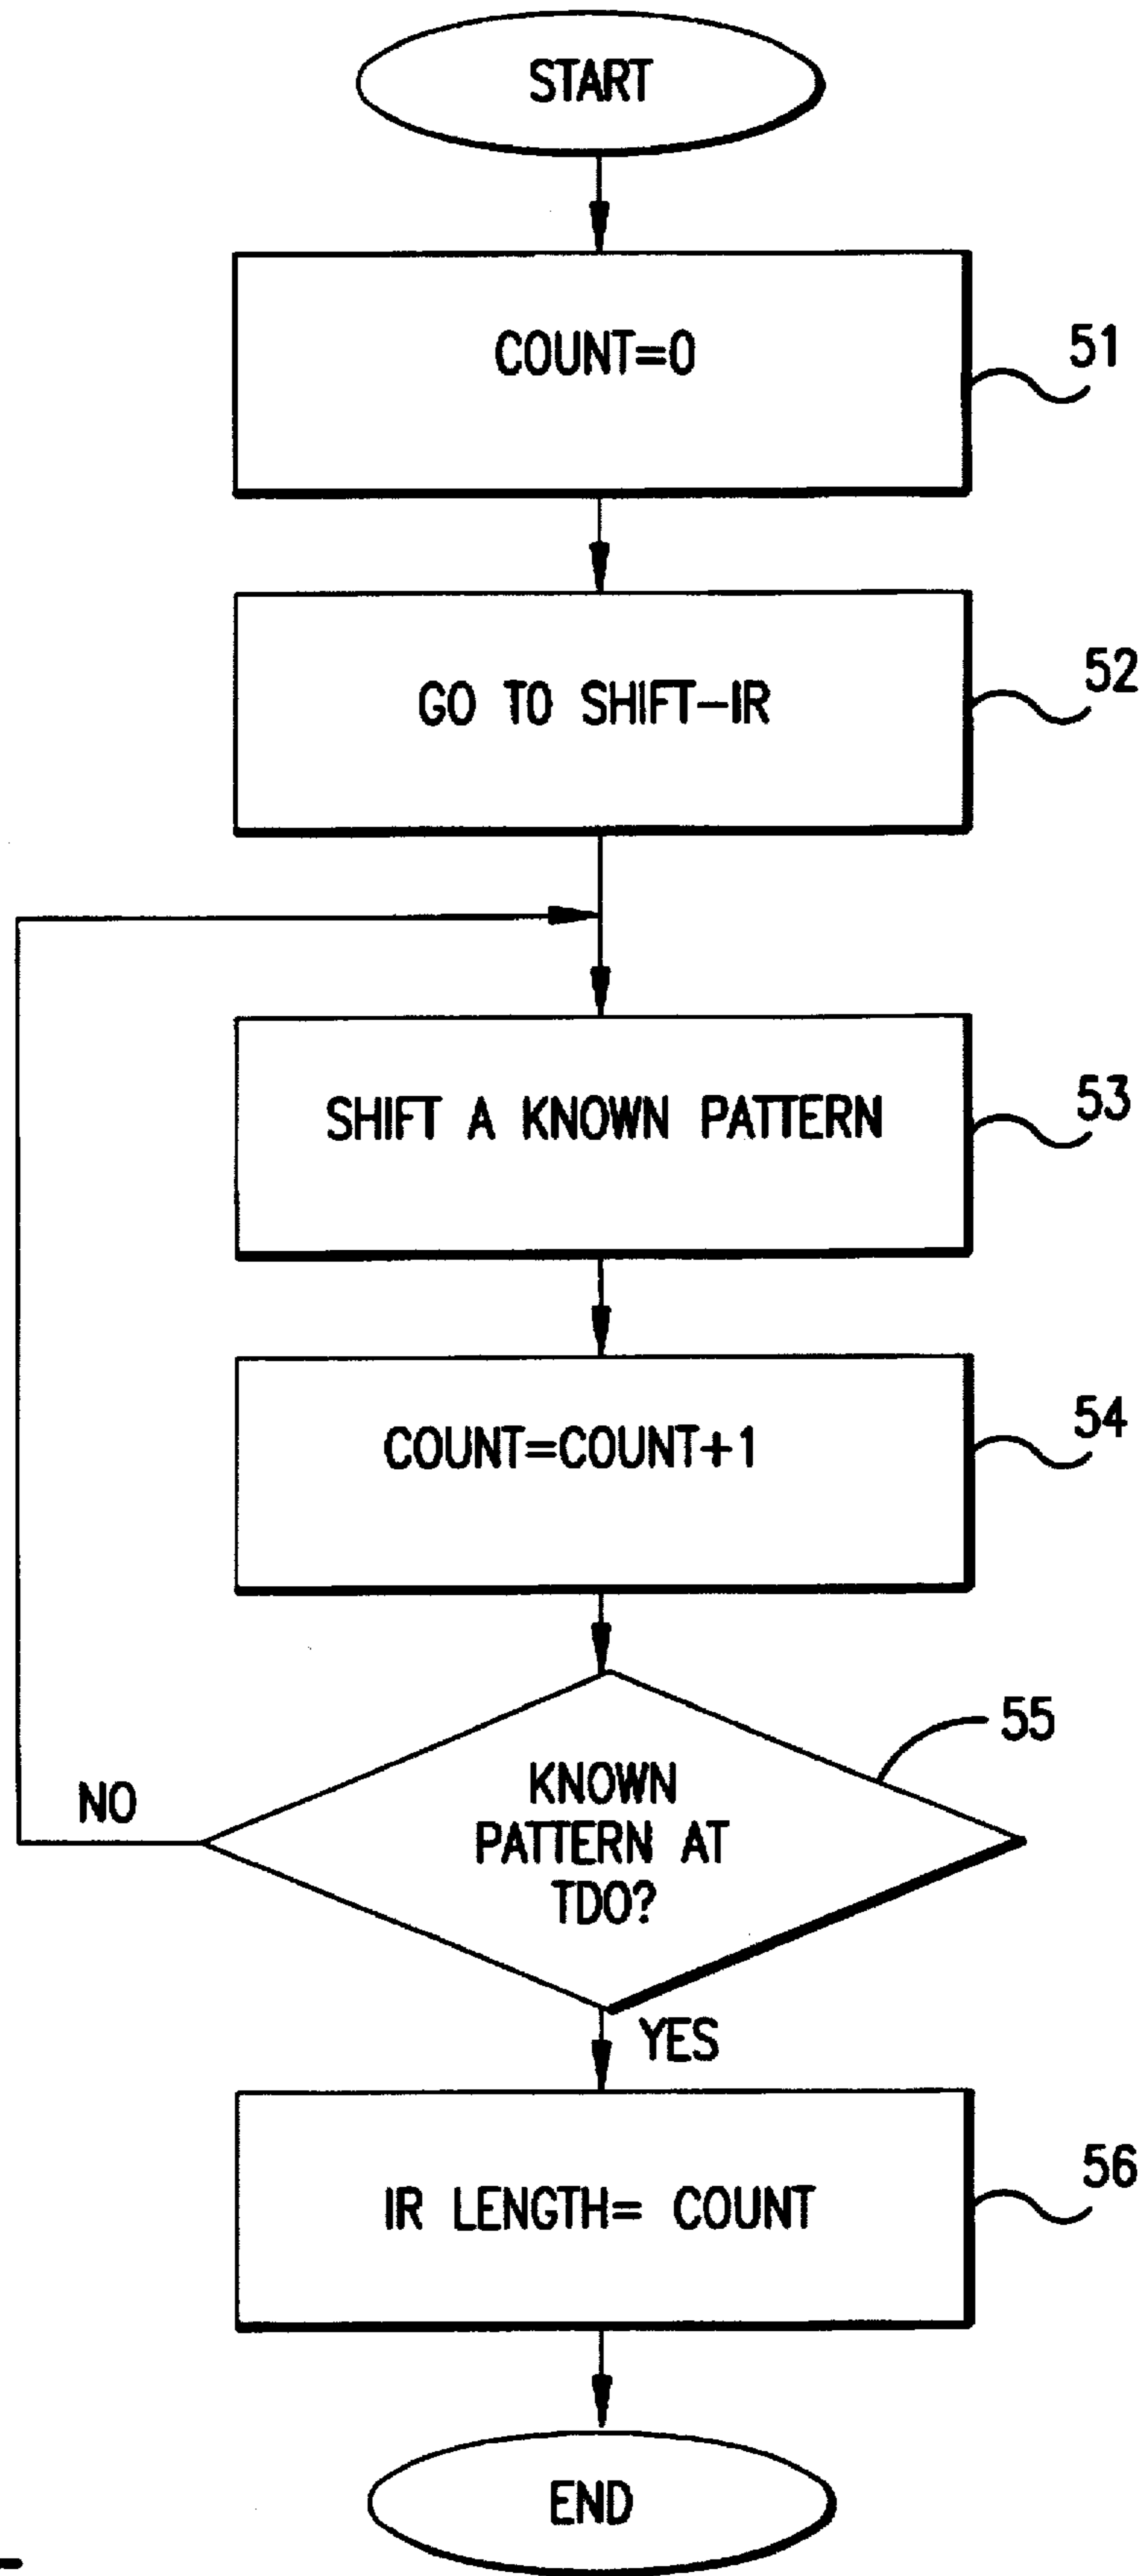 START
COUNT=0
51
GO TO SHIFT-IR
52
SHIFT A KNOWN PATTERN
53
COUNT=COUNT+1
54
55
KNOWN
PATTERN AT
TDO?
NO
YES
IR LENGTH= COUNT
56
END